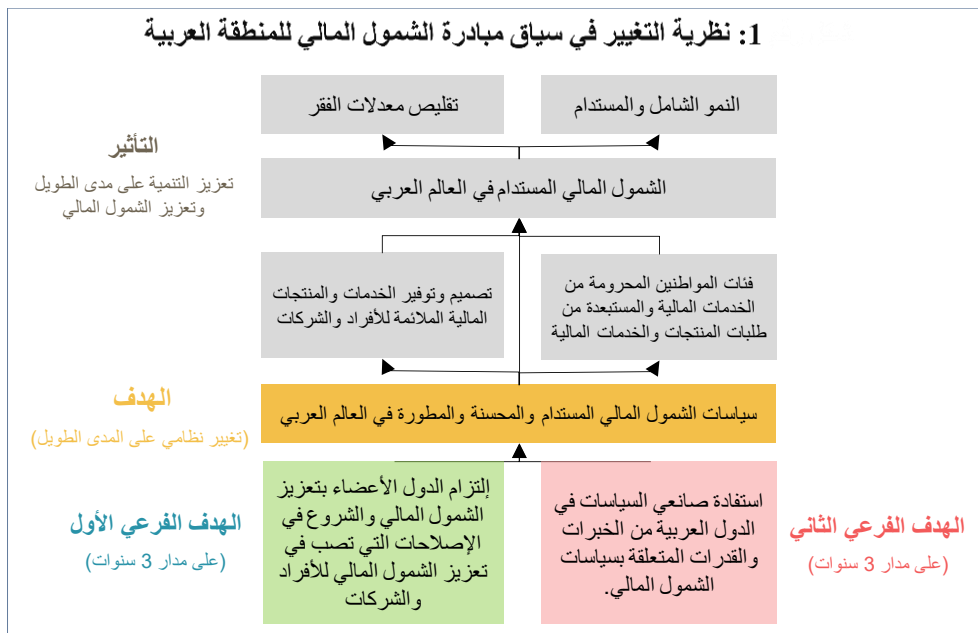 1: نظرية التغيير في سياق مبادرة الشمول المالي للمنطقة العربية
النمو الشامل والمستدام
تقليص معدلات الفقر
التأثير
تعزيز التنمية على مدى الطويل
وتعزيز الشمول المالي
الشمول المالي المستدام في العالم العربي
فئات المواطنين المحرومة من
الخدمات المالية والمستبعدة من
طلبات المنتجات والخدمات المالية
تصميم وتوفير الخدمات والمنتجات
المالية الملائمة للأفراد والشركات
الهدف
(تغيير نظامي على المدى الطويل)
سياسات الشمول المالي المستدام والمحسنة والمطورة في العالم العربي
الهدف الفرعي الثاني
(على مدار 3 سنوات)
استفادة صانعي السياسات في
الدول العربية من الخبرات
والقدرات المتعلقة بسياسات
الشمول المالي.
إلتزام الدول الأعضاء بتعزيز
الشمول المالي والشروع في
الإصلاحات التي تصب في
تعزيز الشمول المالي للأفراد
والشركات
الهدف الفرعي الأول
(على مدار 3 سنوات)